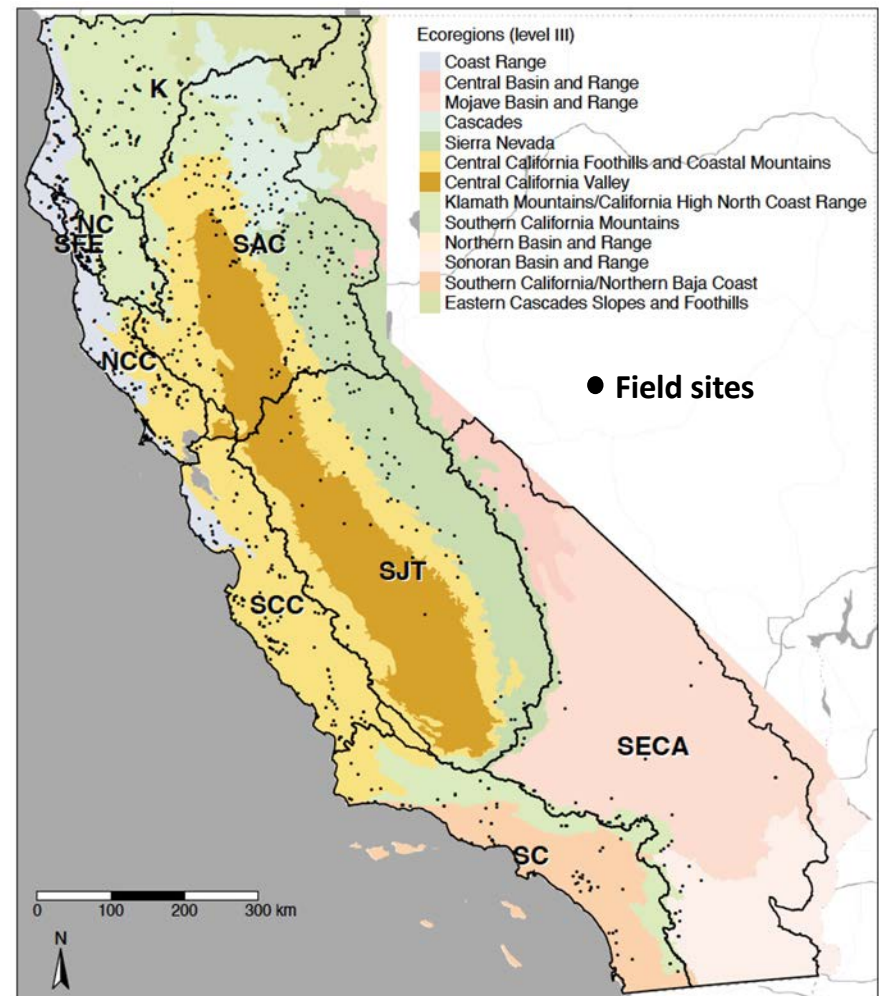 Ecoregions (level III)
Coast Range
Central Basin and Range
Mojave Basin and Range
Cascades
Sierra Nevada
Central California Foothills and Coastal Mountains
Central California Valley
Klamath Mountains/California High North Coast Range
Southern California Mountains
Northern Basin and Range
Sonoran Basin and Range
Southern California/Northern Baja Coast
Eastern Cascades Slopes and Foothills
Field sites
K
NC
SFE
SAC
NCC
SJT
SCC
SECA
SC
0 100 200 300 km
N